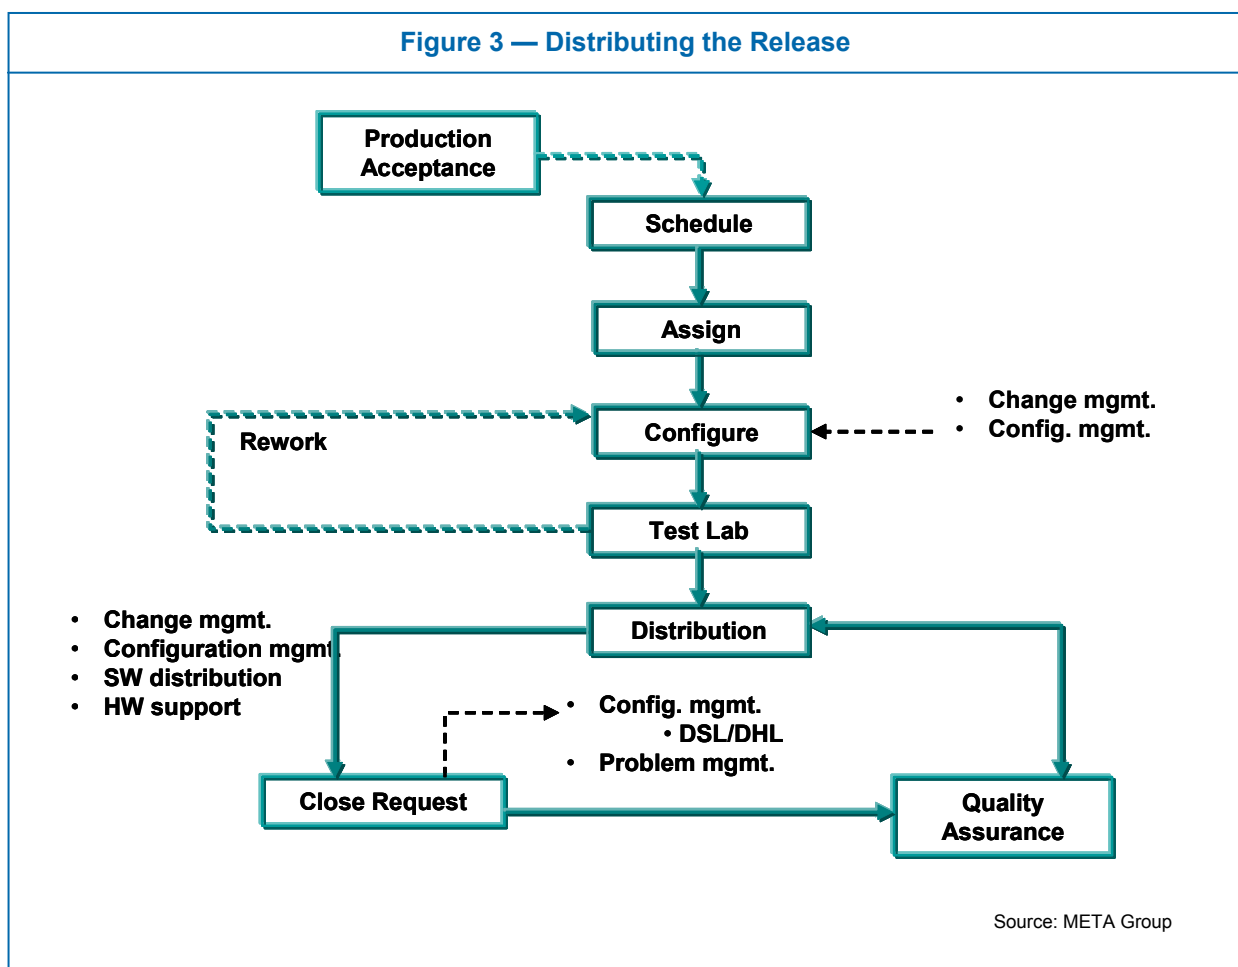 Figure 3 — Distributing the Release
Production
Acceptance
Schedule
Assign
Configure
• Change mgmt.
• Config. mgmt.
Rework
Test Lab
Distribution
• Change mgmt.
• Configuration mgmt.
• SW distribution
• HW support
• Config. mgmt.
• DSL/DHL
• Problem mgmt.
Close Request
Quality
Assurance
Source: META Group